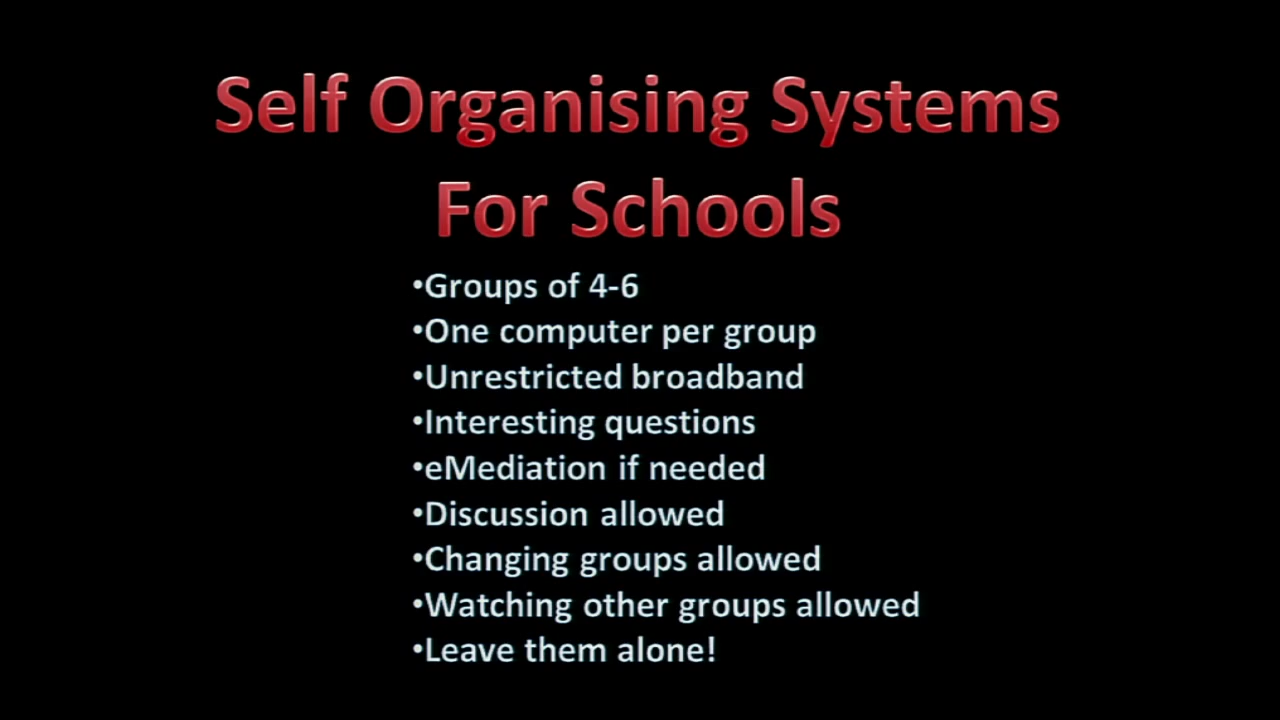 Self Organising Systems
For Schools
•Groups of 4-6
•One computer per group
•Unrestricted broadband
•Interesting questions
•eMediation if needed
•Discussion allowed
•Changing groups allowed
•Watching other groups allowed
•Leave them alone!